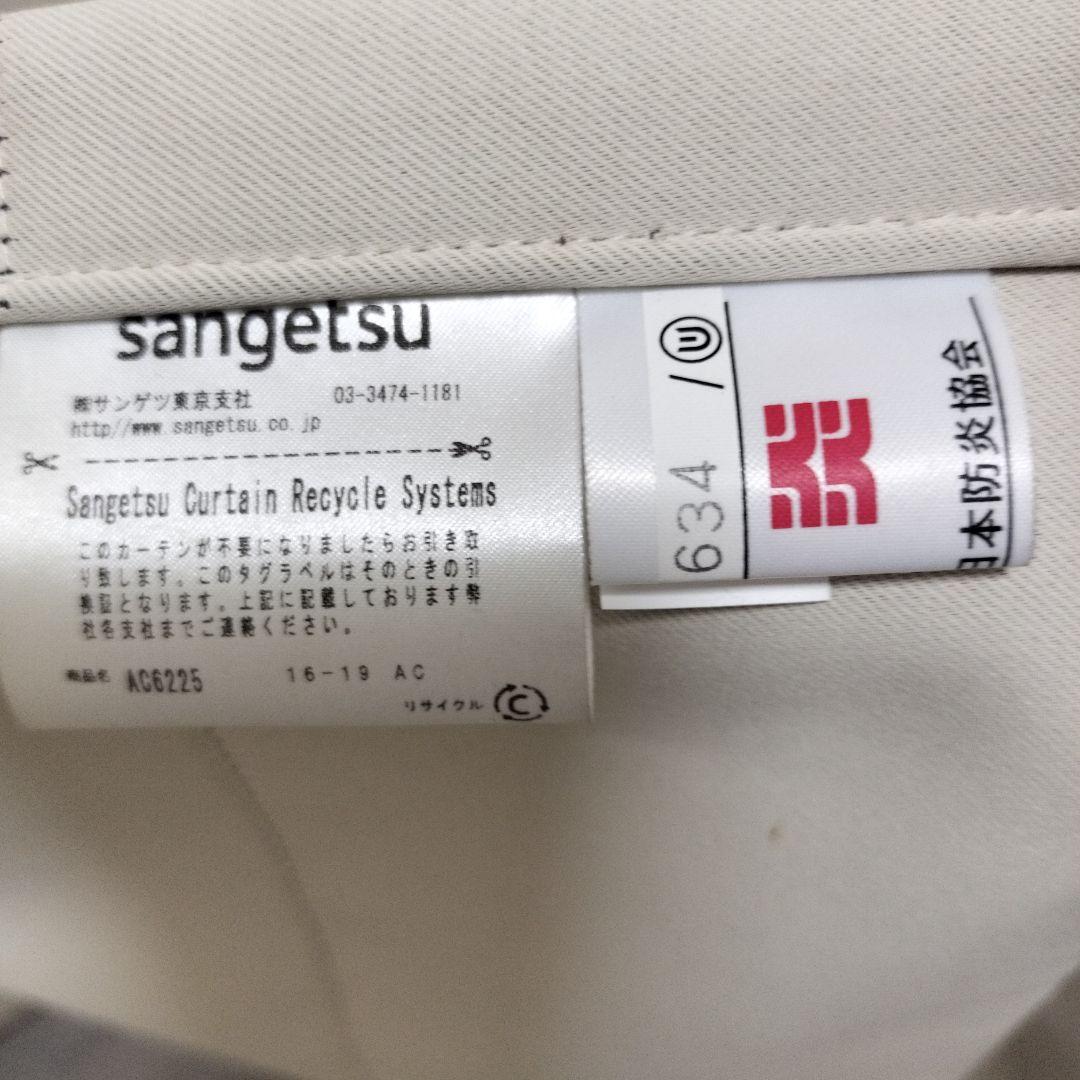 sangetsu
㈱サンゲツ東京支社 03-3474-1181
http//www.sangetsu.co.jp
Sangetsu Curtain Recycle Systems
このカーテンが不要になりましたらお引き取
り致します。このタグラベルはそのときの引
換証となります。上記に記載しております弊
社各支社までご連絡ください。
商品名 AC6225 16-19 AC
リサイクル C
634 /Ⓤ
日本防炎協会